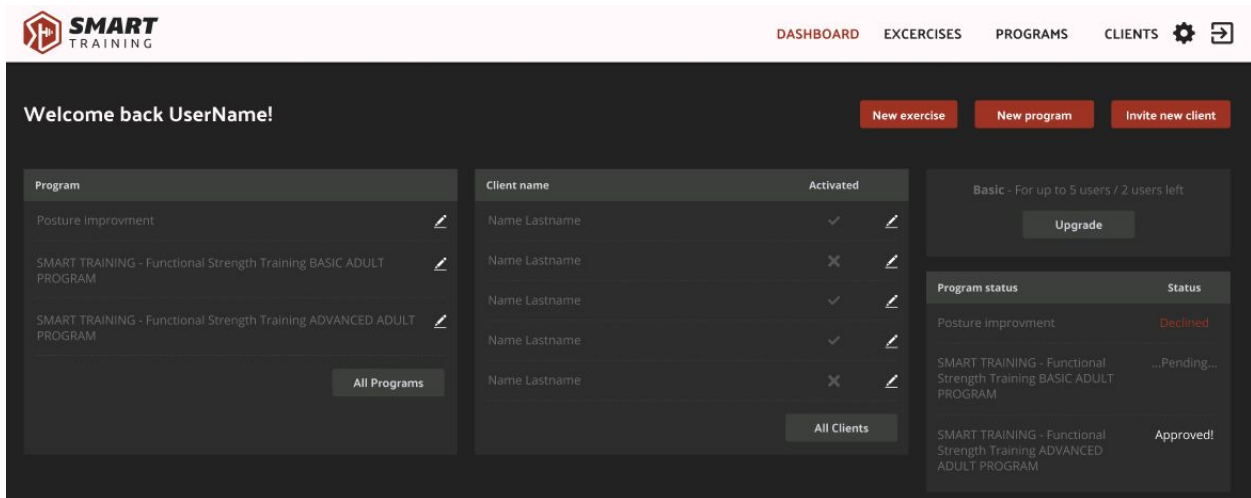 SMART
TRAINING
DASHBOARD EXCERCISES PROGRAMS CLIENTS
Welcome back UserName!
New exercise New program Invite new client
Program
Posture improvment
SMART TRAINING - Functional Strength Training BASIC ADULT
PROGRAM
SMART TRAINING - Functional Strength Training ADVANCED ADULT
PROGRAM
All Programs
Client name Activated
Name Lastname
Name Lastname
Name Lastname
Name Lastname
Name Lastname
All Clients
Basic - For up to 5 users / 2 users left
Upgrade
Program status Status
Posture improvment Declined
SMART TRAINING - Functional ...Pending...
Strength Training BASIC ADULT
PROGRAM
SMART TRAINING - Functional Approved!
Strength Training ADVANCED
ADULT PROGRAM